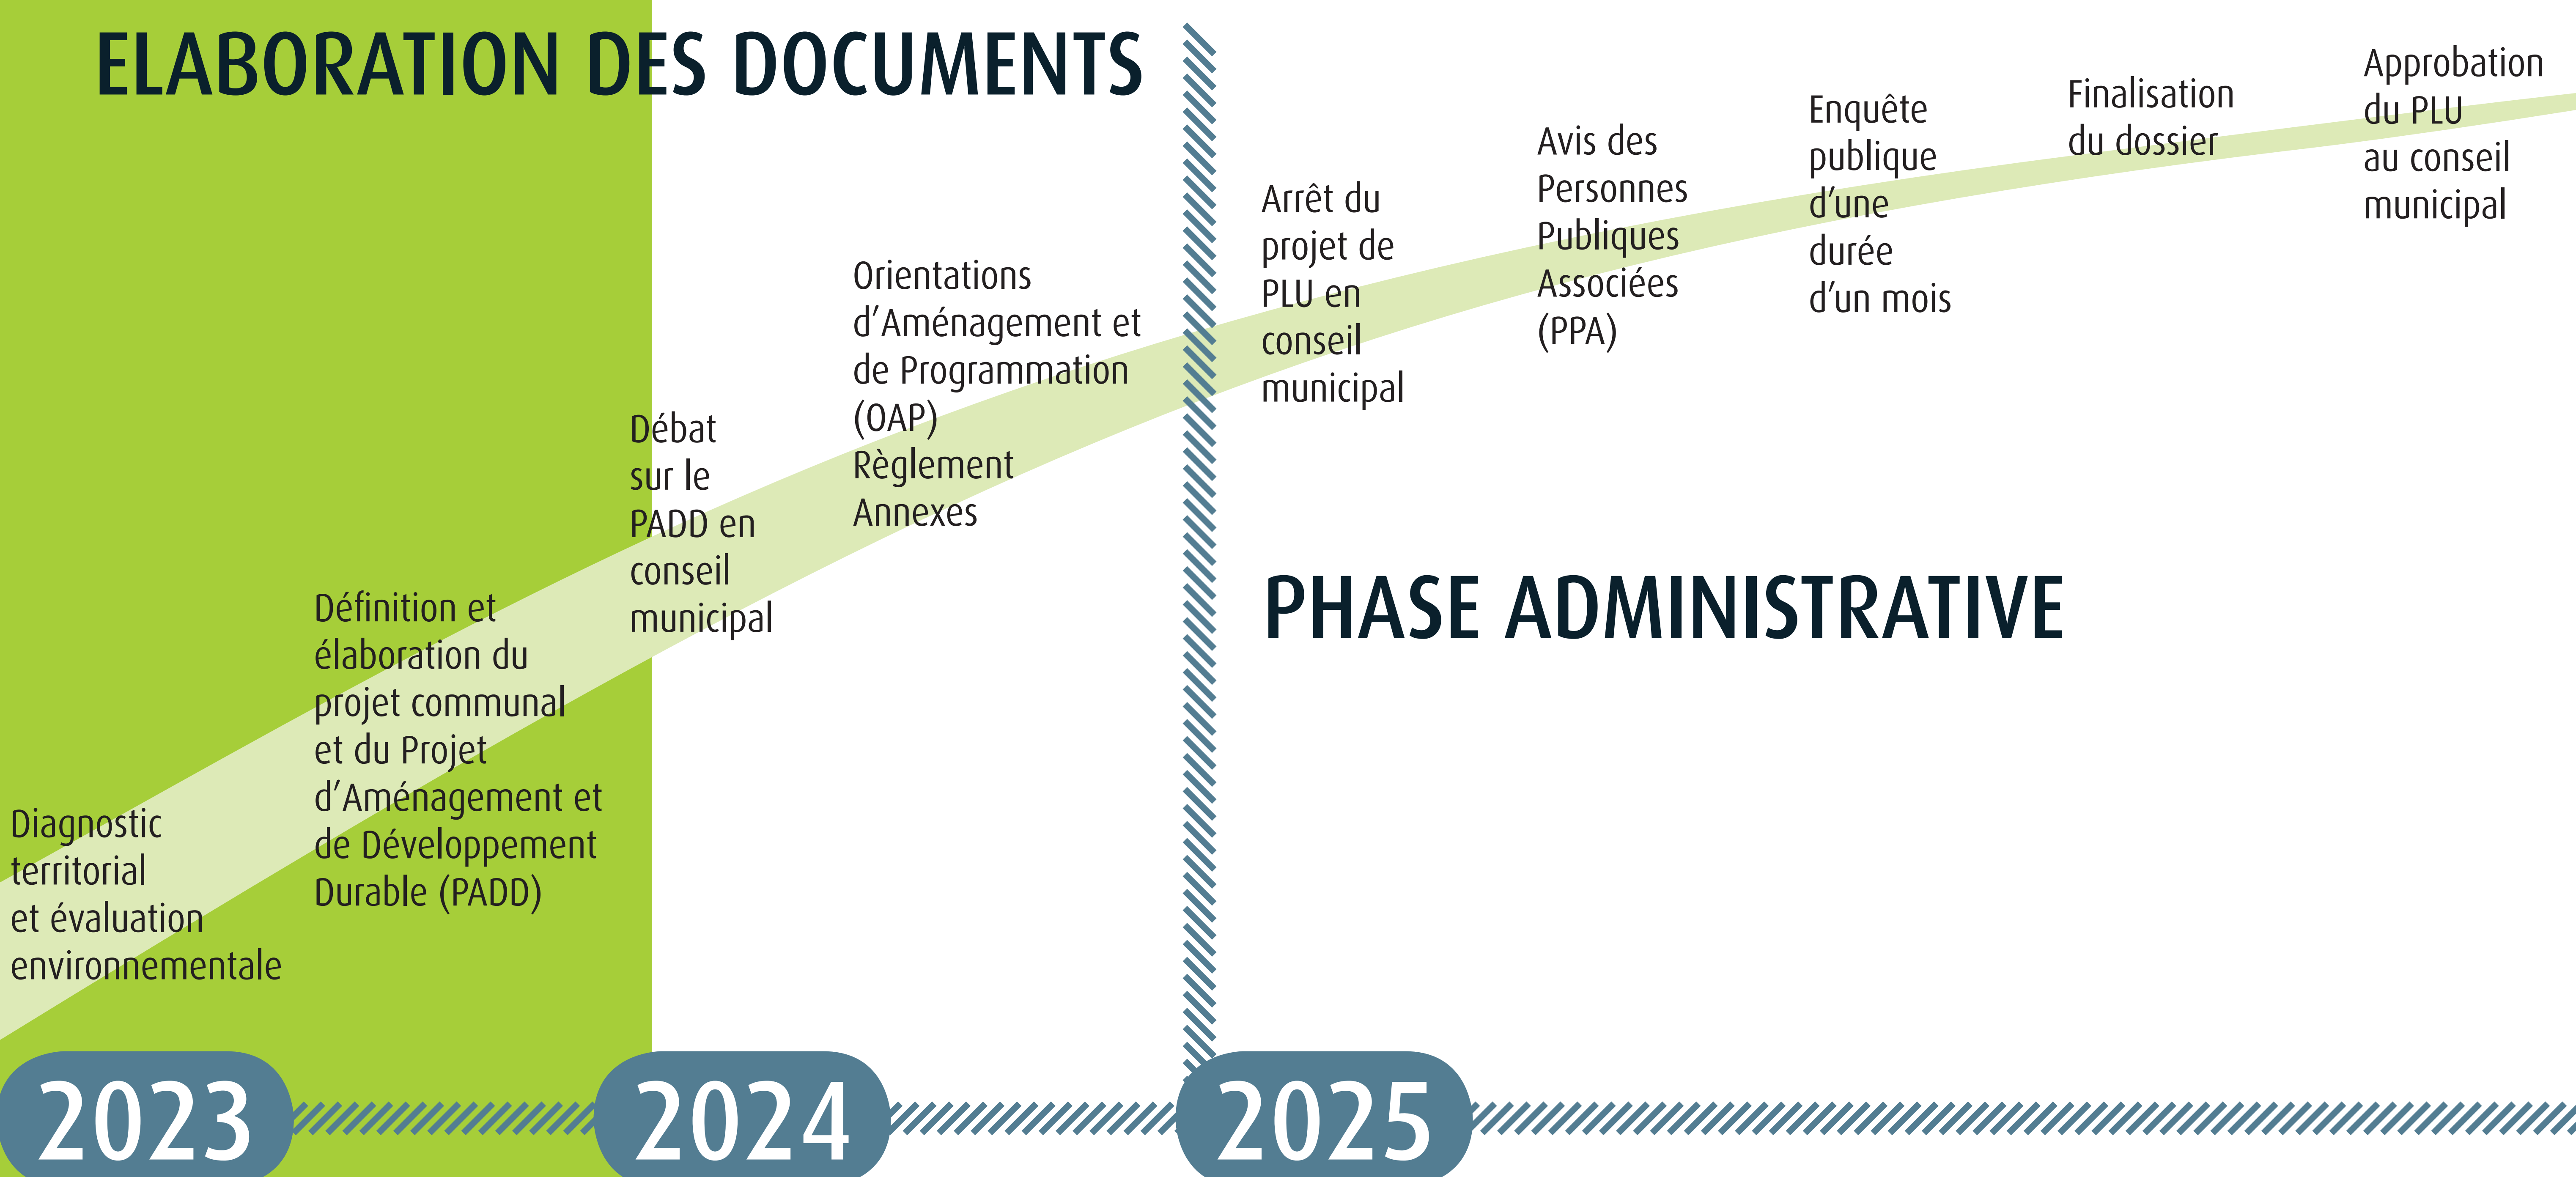 ELABORATION DES DOCUMENTS
Diagnostic
territorial
et évaluation
environnementale
Définition et
élaboration du
projet communal
et du Projet
d’Aménagement et
de Développement
Durable (PADD)
Débat
sur le
PADD en
conseil
municipal
Orientations
d’Aménagement et
de Programmation
(OAP)
Règlement
Annexes
Arrêt du
projet de
PLU en
conseil
municipal
Avis des
Personnes
Publiques
Associées
(PPA)
Enquête
publique
d’une
durée
d’un mois
Finalisation
du dossier
Approbation
du PLU
au conseil
municipal
PHASE ADMINISTRATIVE
2023
2024
2025